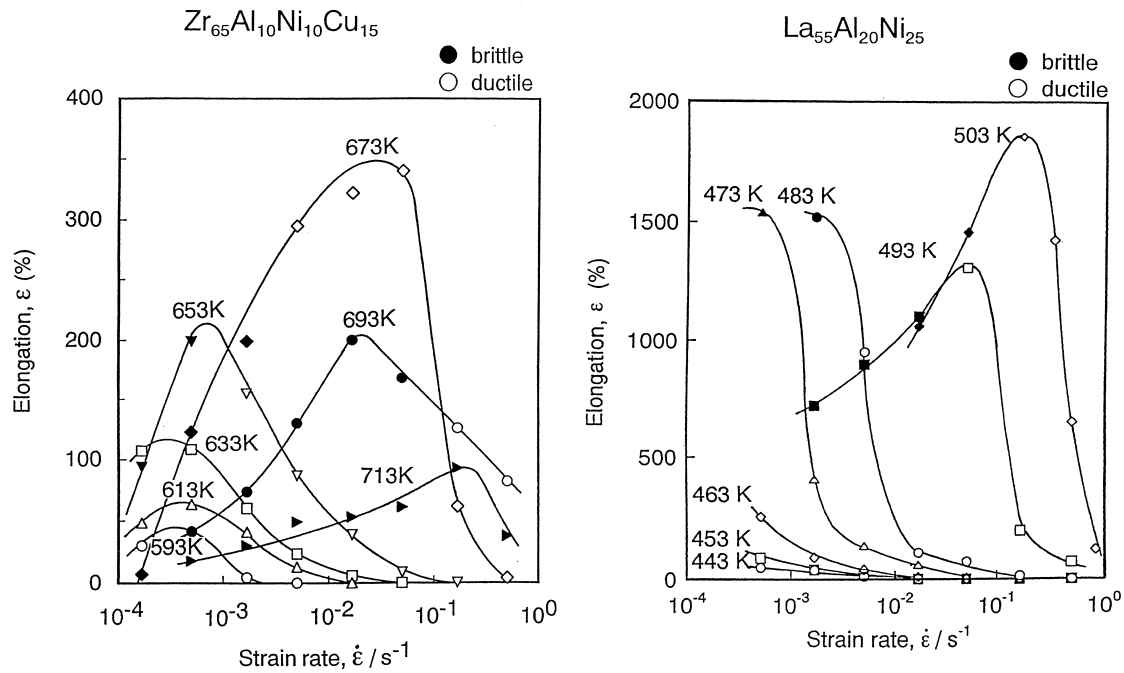 Zr65Al10Ni10Cu15
brittle
ductile
400
300
200
100
0
673K
653K
693K
633K
713K
613K
593K
10-4
10-3
10-2
10-1
100
Elongation, ε (%)
Strain rate, ε̇ / s-1
La55Al20Ni25
brittle
ductile
2000
1500
1000
500
0
503 K
473 K
483 K
493 K
463 K
453 K
443 K
10-4
10-3
10-2
10-1
100
Elongation, ε (%)
Strain rate, ε̇ / s-1